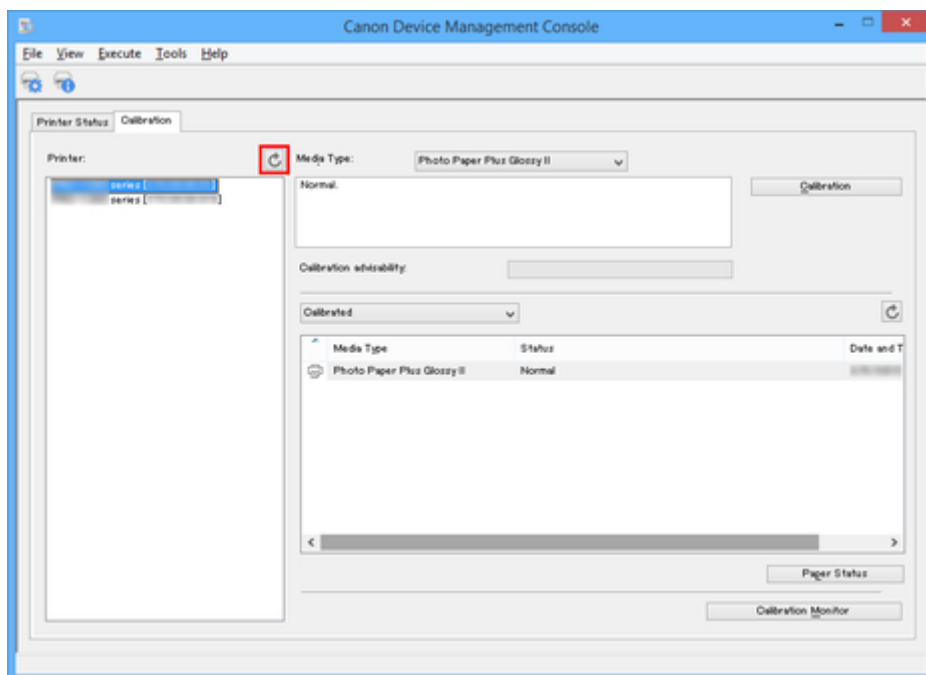 Canon Device Management Console
File View Execute Tools Help
Printer Status Calibration
Printer:
Media Type: Photo Paper Plus Glossy II
series [ ]
series [ ]
Normal.
Calibration
Calibration advisability:
Calibrated
Media Type Status Date and T
Photo Paper Plus Glossy II Normal
Paper Status
Calibration Monitor